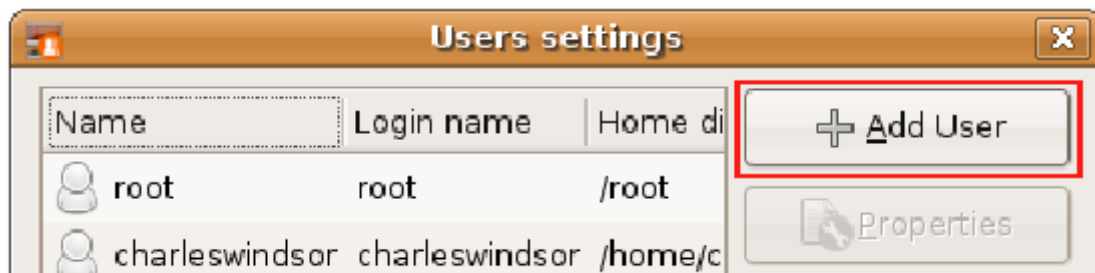 Users settings
Name Login name Home di
Add User
root root /root
Properties
charleswindsor charleswindsor /home/c